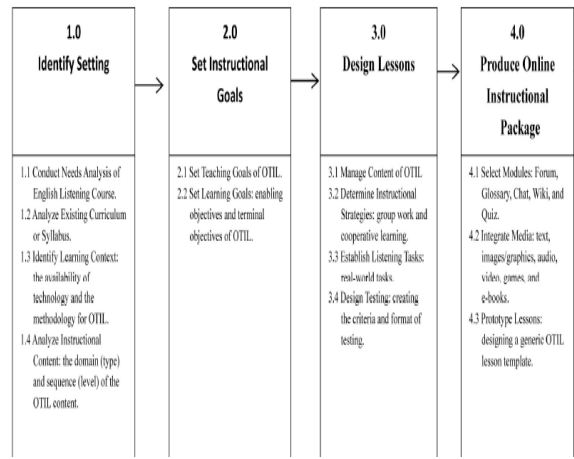 1.0
Identify Setting
1.1 Conduct Needs Analysis of
English Listening Course.
1.2 Analyze Existing Curriculum
or Syllabus.
1.3 Identify Learning Context:
the availability of
technology and the
methodology for OTIL.
1.4 Analyze Instructional
Content: the domain (type)
and sequence (level) of the
OTIL content.
2.0
Set Instructional
Goals
2.1 Set Teaching Goals of OTIL.
2.2 Set Learning Goals: enabling
objectives and terminal
objectives of OTIL.
3.0
Design Lessons
3.1 Manage Content of OTIL
3.2 Determine Instructional
Strategies: group work and
cooperative learning.
3.3 Establish Listening Tasks:
real-world tasks.
3.4 Design Testing: creating
the criteria and format of
testing.
4.0
Produce Online
Instructional
Package
4.1 Select Modules: Forum,
Glossary, Chat, Wiki, and
Quiz.
4.2 Integrate Media: text,
images/graphics, audio,
video, games, and
e-books.
4.3 Prototype Lessons:
designing a generic OTIL
lesson template.